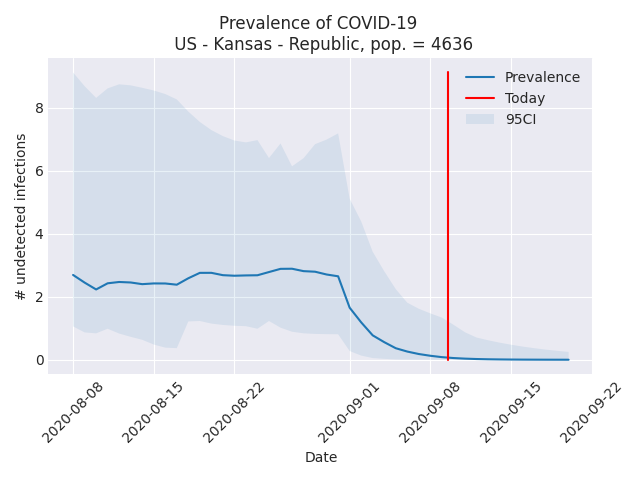 Prevalence of COVID-19
US - Kansas - Republic, pop. = 4636
Prevalence
Today
95CI
# undetected infections
8
6
4
2
0
2020-08-08
2020-08-15
2020-08-22
2020-09-01
2020-09-08
2020-09-15
2020-09-22
Date